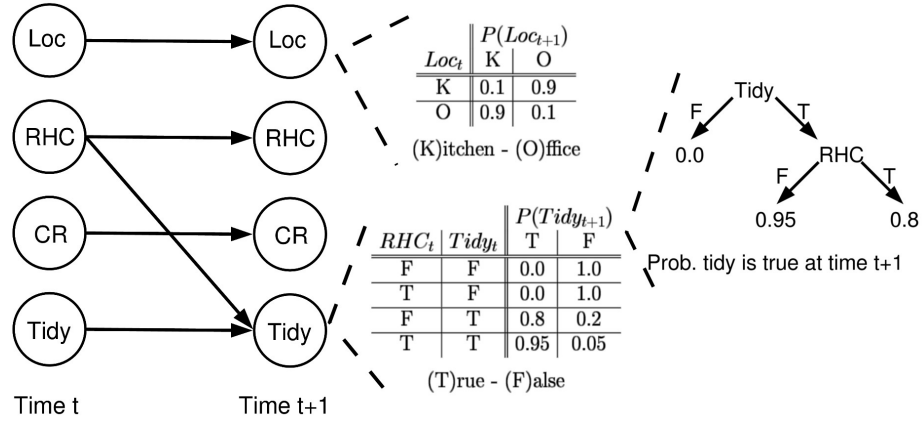 Loc
Loc
RHC
RHC
CR
CR
Tidy
Tidy
Time t
Time t+1
P(Loc_{t+1})
Loc_t K O
K 0.1 0.9
O 0.9 0.1
(K)itchen - (O)ffice
P(Tidy_{t+1})
RHC_t Tidy_t T F
F F 0.0 1.0
T F 0.0 1.0
F T 0.8 0.2
T T 0.95 0.05
(T)rue - (F)alse
Tidy
F T
0.0 RHC
F T
0.95 0.8
Prob. tidy is true at time t+1